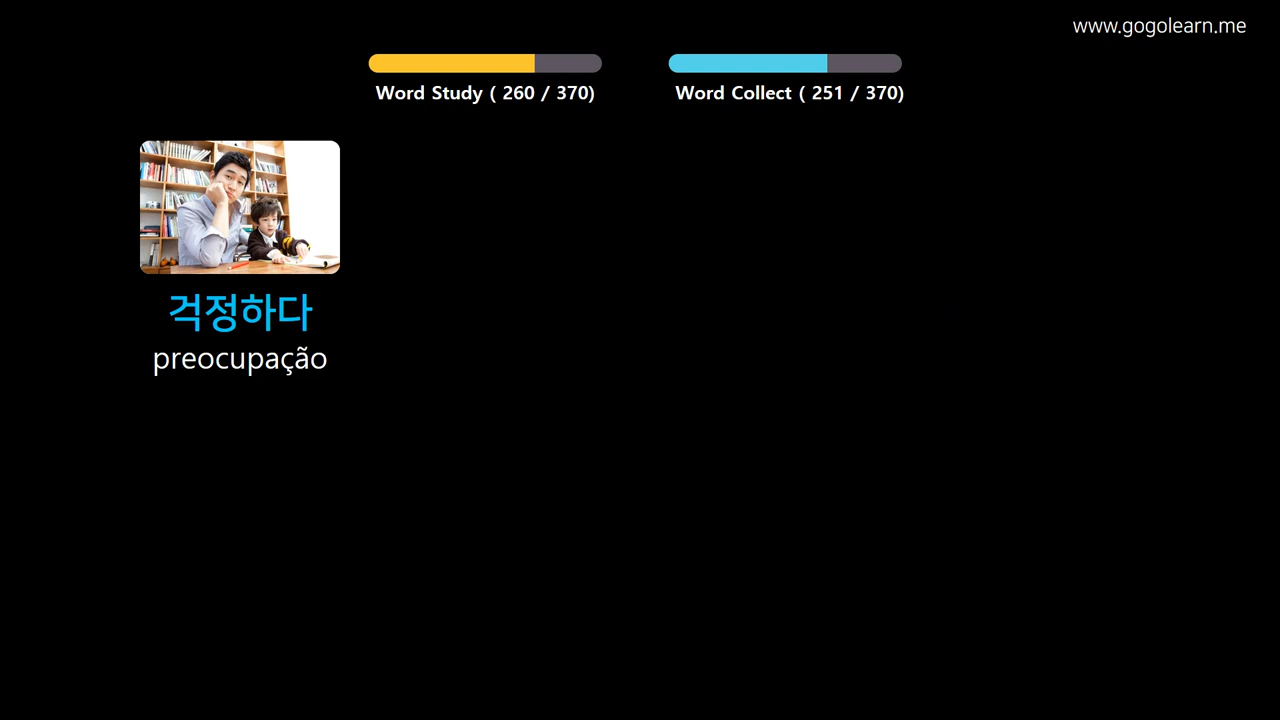 www.gogolearn.me
Word Study ( 260 / 370)
Word Collect ( 251 / 370)
걱정하다
preocupação